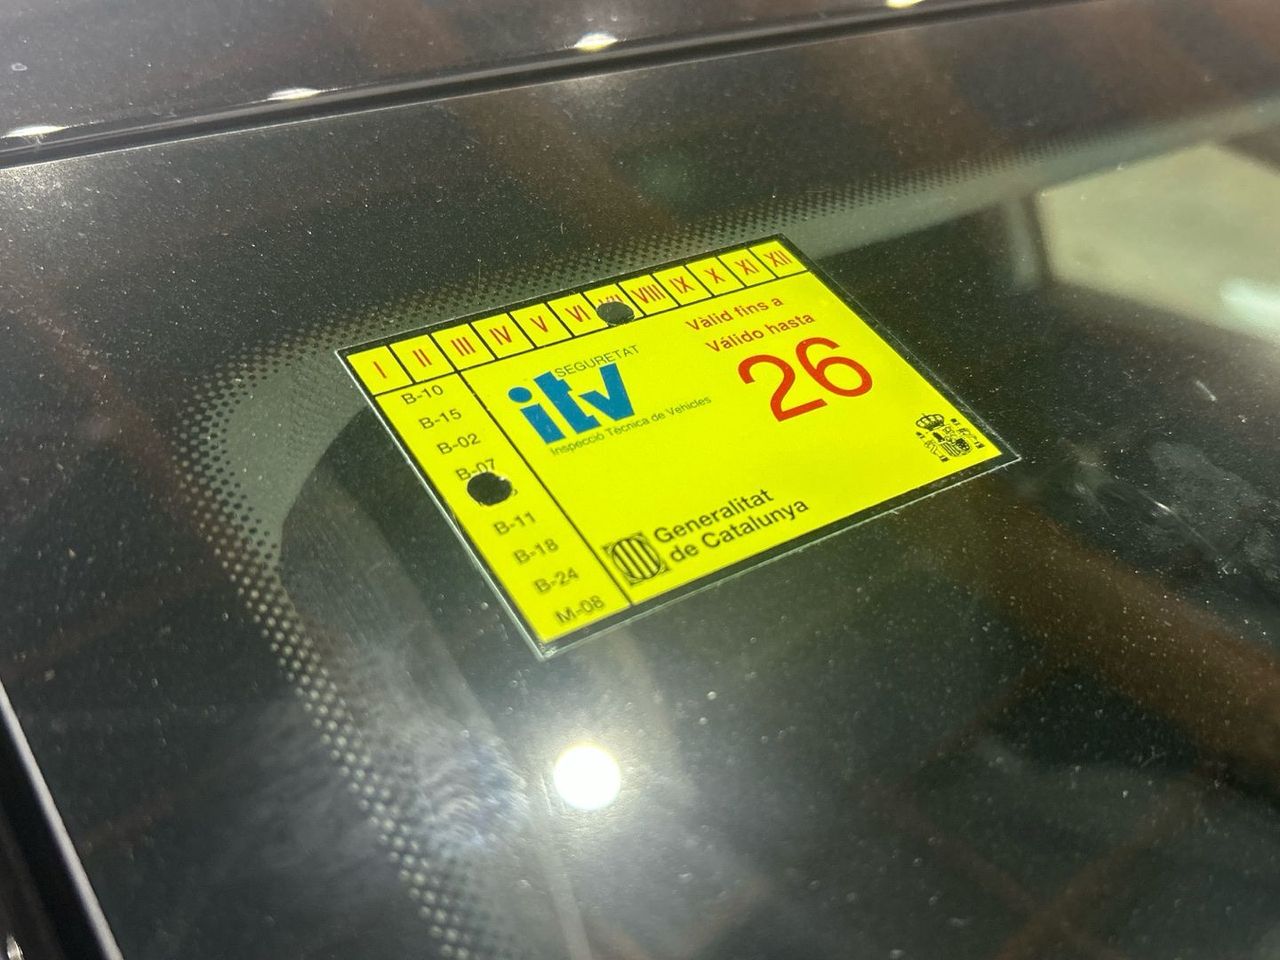 I II III IV V VI VII VIII IX X XI XII
Vàlid fins a
Válido hasta
26
SEGURETAT
itv
Inspecció Tècnica de Vehicles
B-10
B-15
B-02
B-07
B-11
B-18
B-24
M-08
Generalitat
de Catalunya